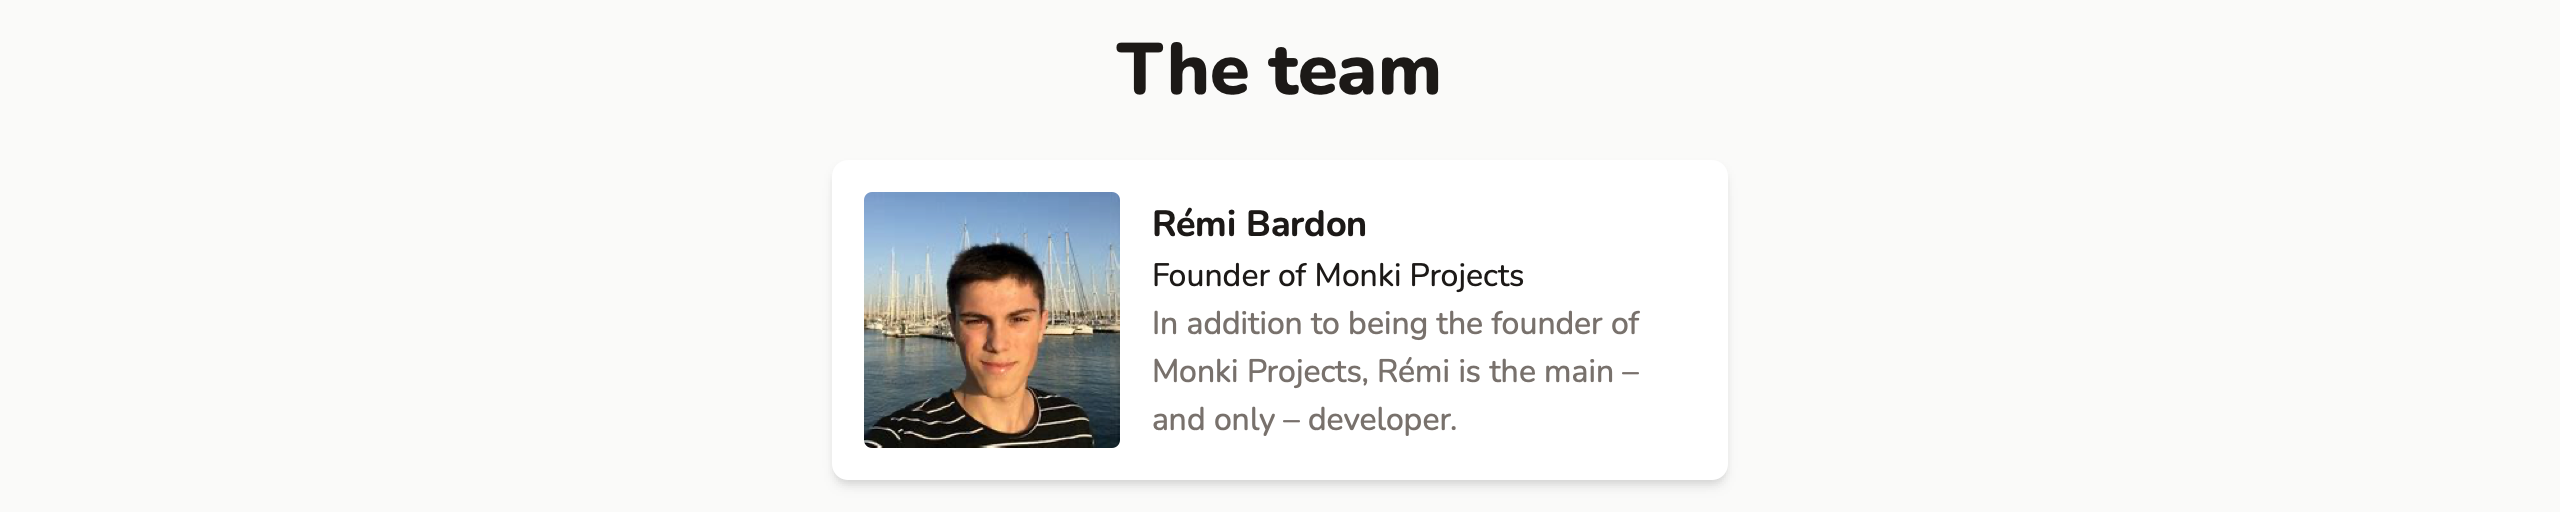 The team
Rémi Bardon
Founder of Monki Projects
In addition to being the founder of
Monki Projects, Rémi is the main –
and only – developer.